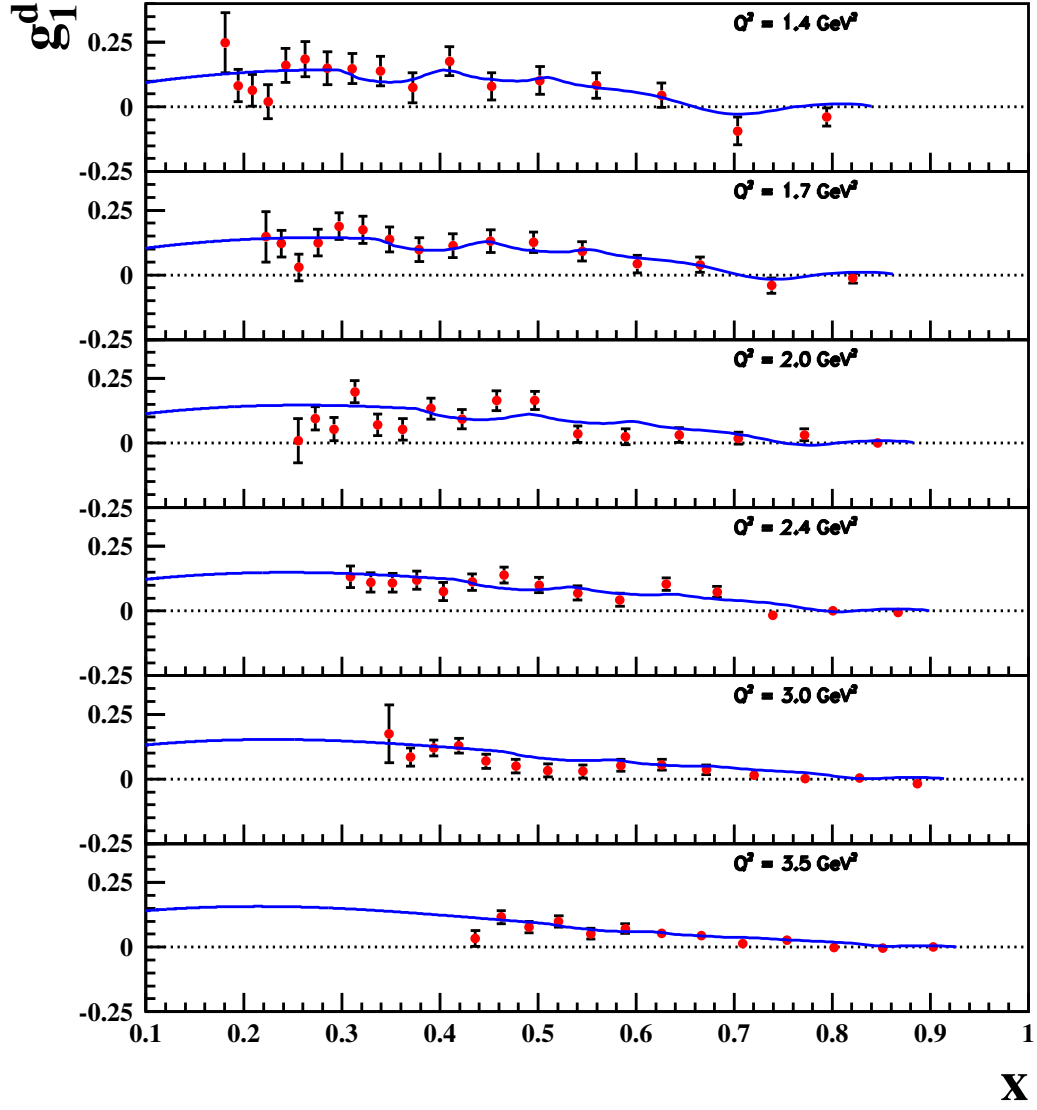 g₁ᵈ
Q² = 1.4 GeV²
0.25
0
-0.25
Q² = 1.7 GeV²
0.25
0
-0.25
Q² = 2.0 GeV²
0.25
0
-0.25
Q² = 2.4 GeV²
0.25
0
-0.25
Q² = 3.0 GeV²
0.25
0
-0.25
Q² = 3.5 GeV²
0.25
0
-0.25
0.1 0.2 0.3 0.4 0.5 0.6 0.7 0.8 0.9 1
x